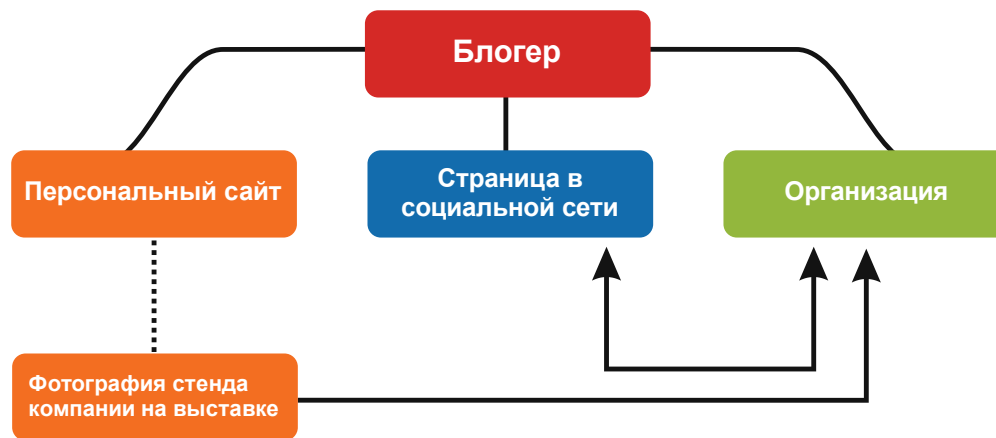 Блогер
Персональный сайт
Страница в
социальной сети
Организация
Фотография стенда
компании на выставке